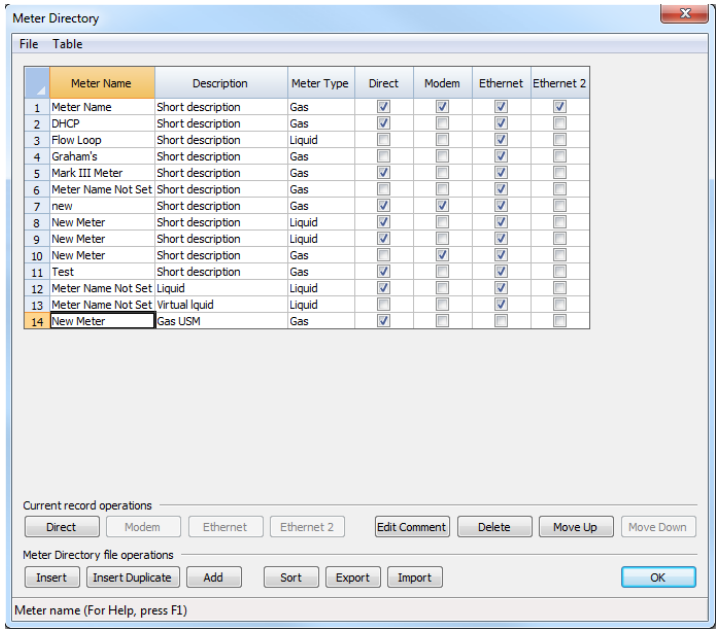 Meter Directory
File Table
Meter Name Description Meter Type Direct Modem Ethernet Ethernet 2
1 Meter Name Short description Gas
2 DHCP Short description Gas
3 Flow Loop Short description Liquid
4 Graham's Short description Gas
5 Mark III Meter Short description Gas
6 Meter Name Not Set Short description Gas
7 new Short description Gas
8 New Meter Short description Liquid
9 New Meter Short description Liquid
10 New Meter Short description Gas
11 Test Short description Gas
12 Meter Name Not Set Liquid Liquid
13 Meter Name Not Set Virtual lquid Liquid
14 New Meter Gas USM Gas
Current record operations
Direct Modem Ethernet Ethernet 2 Edit Comment Delete Move Up Move Down
Meter Directory file operations
Insert Insert Duplicate Add Sort Export Import OK
Meter name (For Help, press F1)